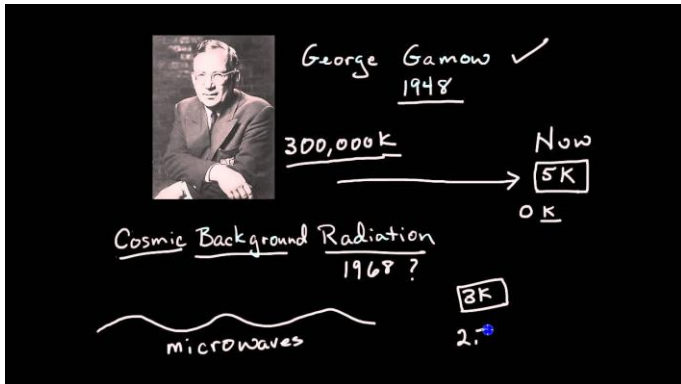 George Gamow
1948
300,000K
Now
5K
0 K
Cosmic Background Radiation
1968 ?
3K
microwaves
2.